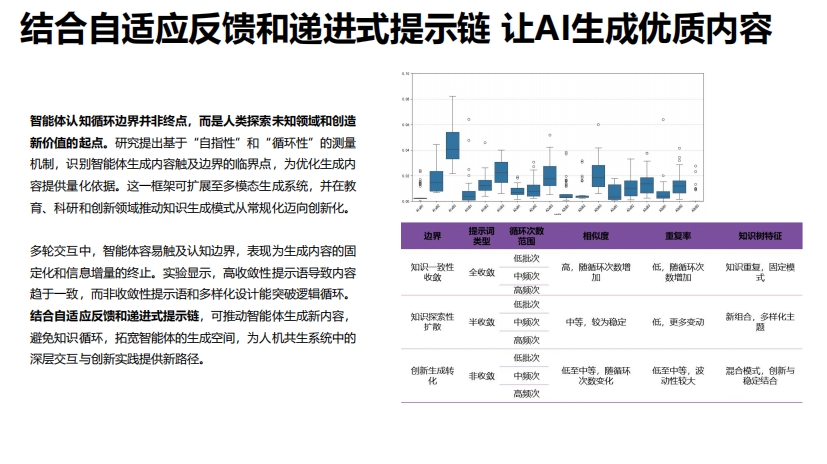 结合自适应反馈和递进式提示链 让AI生成优质内容
智能体认知循环边界并非终点，而是人类探索未知领域和创造
新价值的起点。研究提出基于“自指性”和“循环性”的测量
机制，识别智能体生成内容触及边界的临界点，为优化生成内
容提供量化依据。这一框架可扩展至多模态生成系统，并在教
育、科研和创新领域推动知识生成模式从常规化迈向创新化。
多轮交互中，智能体容易触及认知边界，表现为生成内容的固
定化和信息增量的终止。实验显示，高收敛性提示语导致内容
趋于一致，而非收敛性提示语和多样化设计能突破逻辑循环。
结合自适应反馈和递进式提示链，可推动智能体生成新内容，
避免知识循环，拓宽智能体的生成空间，为人机共生系统中的
深层交互与创新实践提供新路径。
0.10
0.08
0.06
0.04
0.02
0.00
边界
提示词
类型
循环次数
范围
相似度
重复率
知识树特征
知识一致性
收敛
全收敛
低批次
中频次
高频次
高，随循环次数增
加
低，随循环次
数增加
知识重复，固定模
式
知识探索性
扩散
半收敛
低批次
中频次
高频次
中等，较为稳定
低，更多变动
新组合，多样化主
题
创新生成转
化
非收敛
低批次
中频次
高频次
低至中等，随循环
次数变化
低至中等，波
动性较大
混合模式，创新与
稳定结合